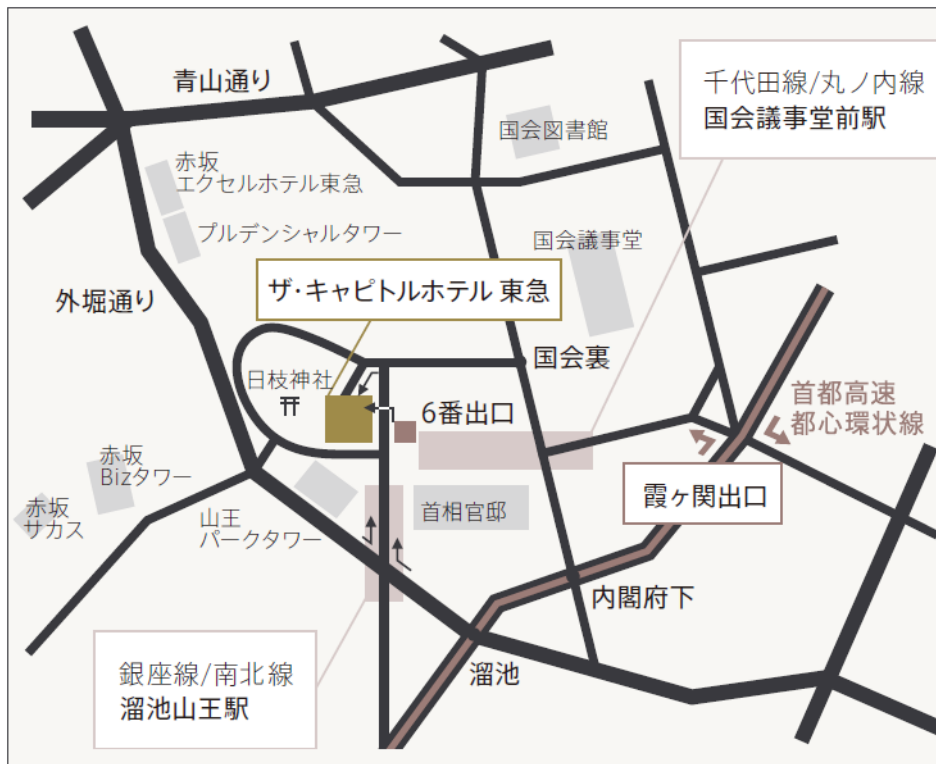 青山通り
千代田線/丸ノ内線
国会議事堂前駅
国会図書館
赤坂
エクセルホテル東急
プルデンシャルタワー
国会議事堂
ザ・キャピトルホテル 東急
外堀通り
国会裏
日枝神社
6番出口
首都高速
都心環状線
赤坂
Bizタワー
霞ヶ関出口
赤坂
サカス
山王
パークタワー
首相官邸
内閣府下
溜池
銀座線/南北線
溜池山王駅